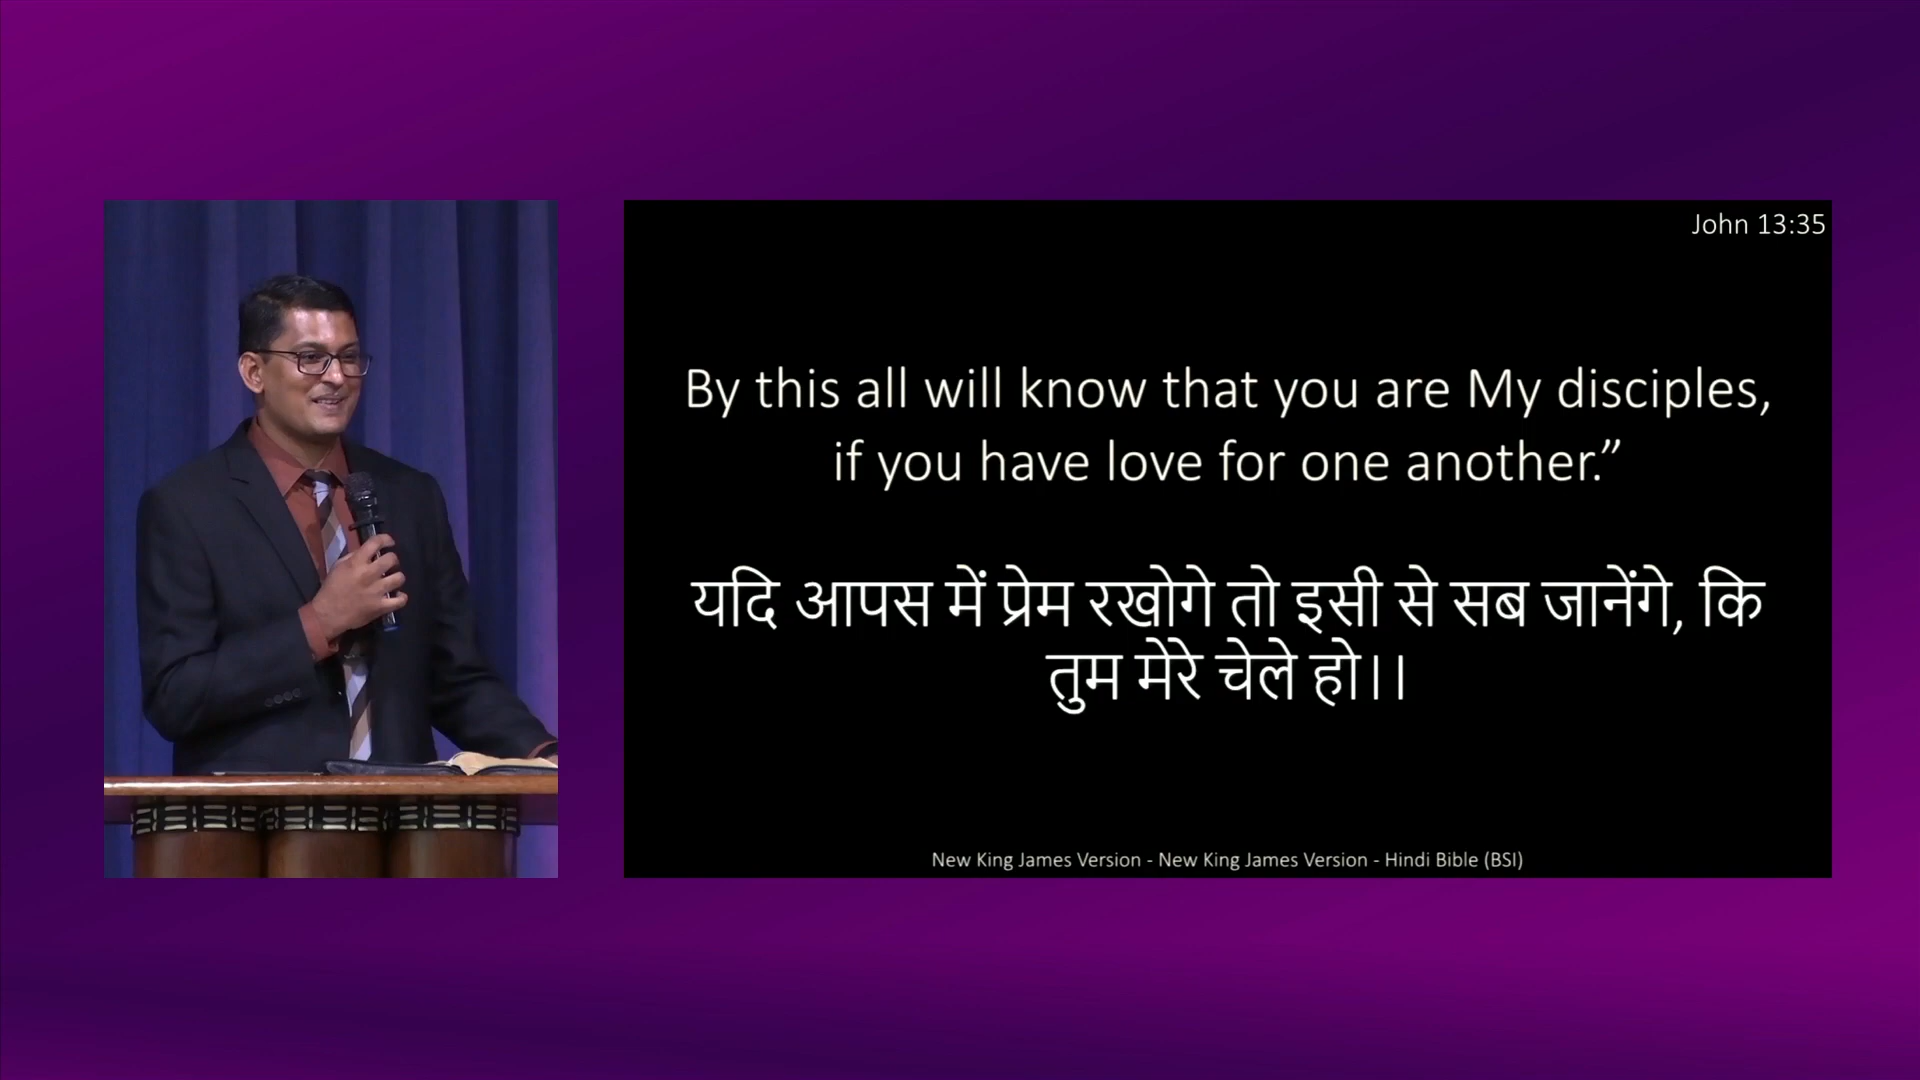 John 13:35
By this all will know that you are My disciples,
if you have love for one another.”
यदि आपस में प्रेम रखोगे तो इसी से सब जानेंगे, कि
तुम मेरे चेले हो।।
New King James Version - New King James Version - Hindi Bible (BSI)